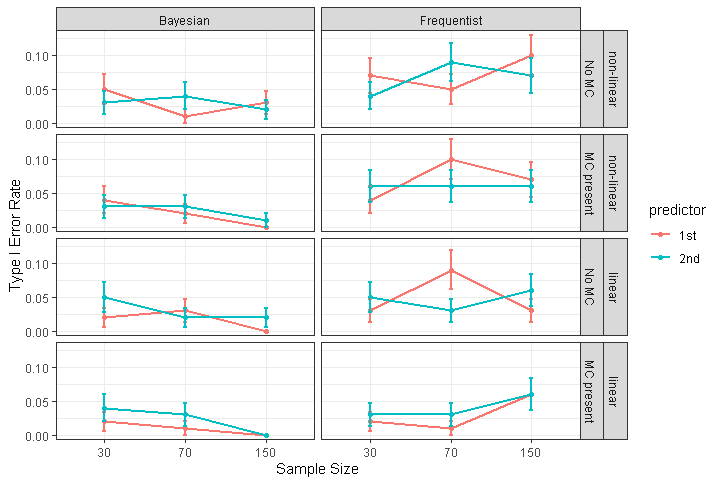 Bayesian Frequentist
0.10
0.05
0.00
No MC
non-linear
0.10
0.05
0.00
MC present
non-linear
0.10
0.05
0.00
No MC
linear
0.10
0.05
0.00
MC present
linear
30 70 150 30 70 150
Sample Size
Type I Error Rate
predictor
1st
2nd